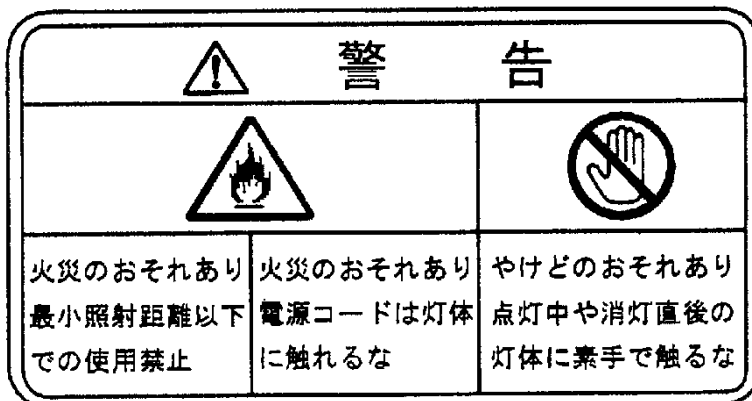 警告
火災のおそれあり
最小照射距離以下
での使用禁止
火災のおそれあり
電源コードは灯体
に触れるな
やけどのおそれあり
点灯中や消灯直後の
灯体に素手で触るな